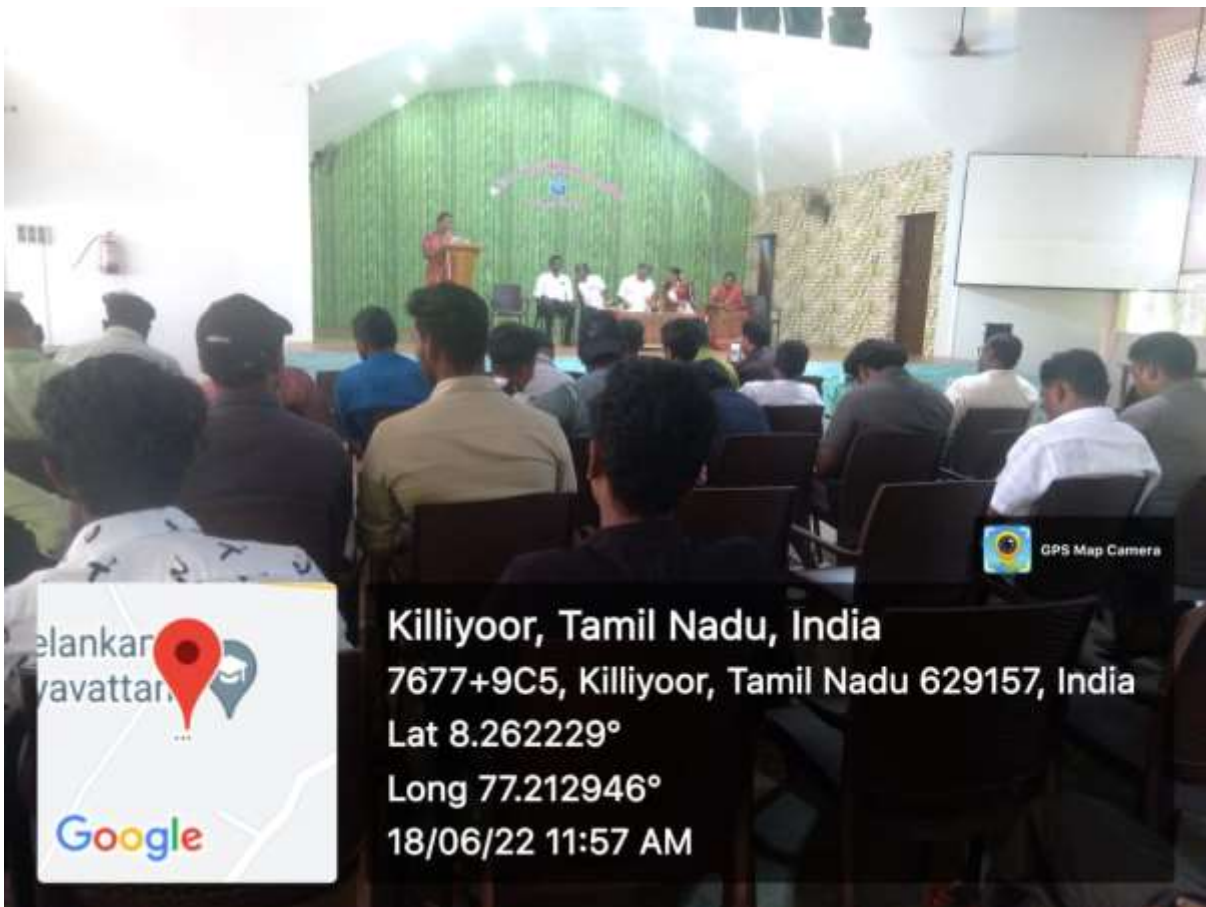 GPS Map Camera
elankar
yavattan
Google
Killiyoor, Tamil Nadu, India
7677+9C5, Killiyoor, Tamil Nadu 629157, India
Lat 8.262229°
Long 77.212946°
18/06/22 11:57 AM